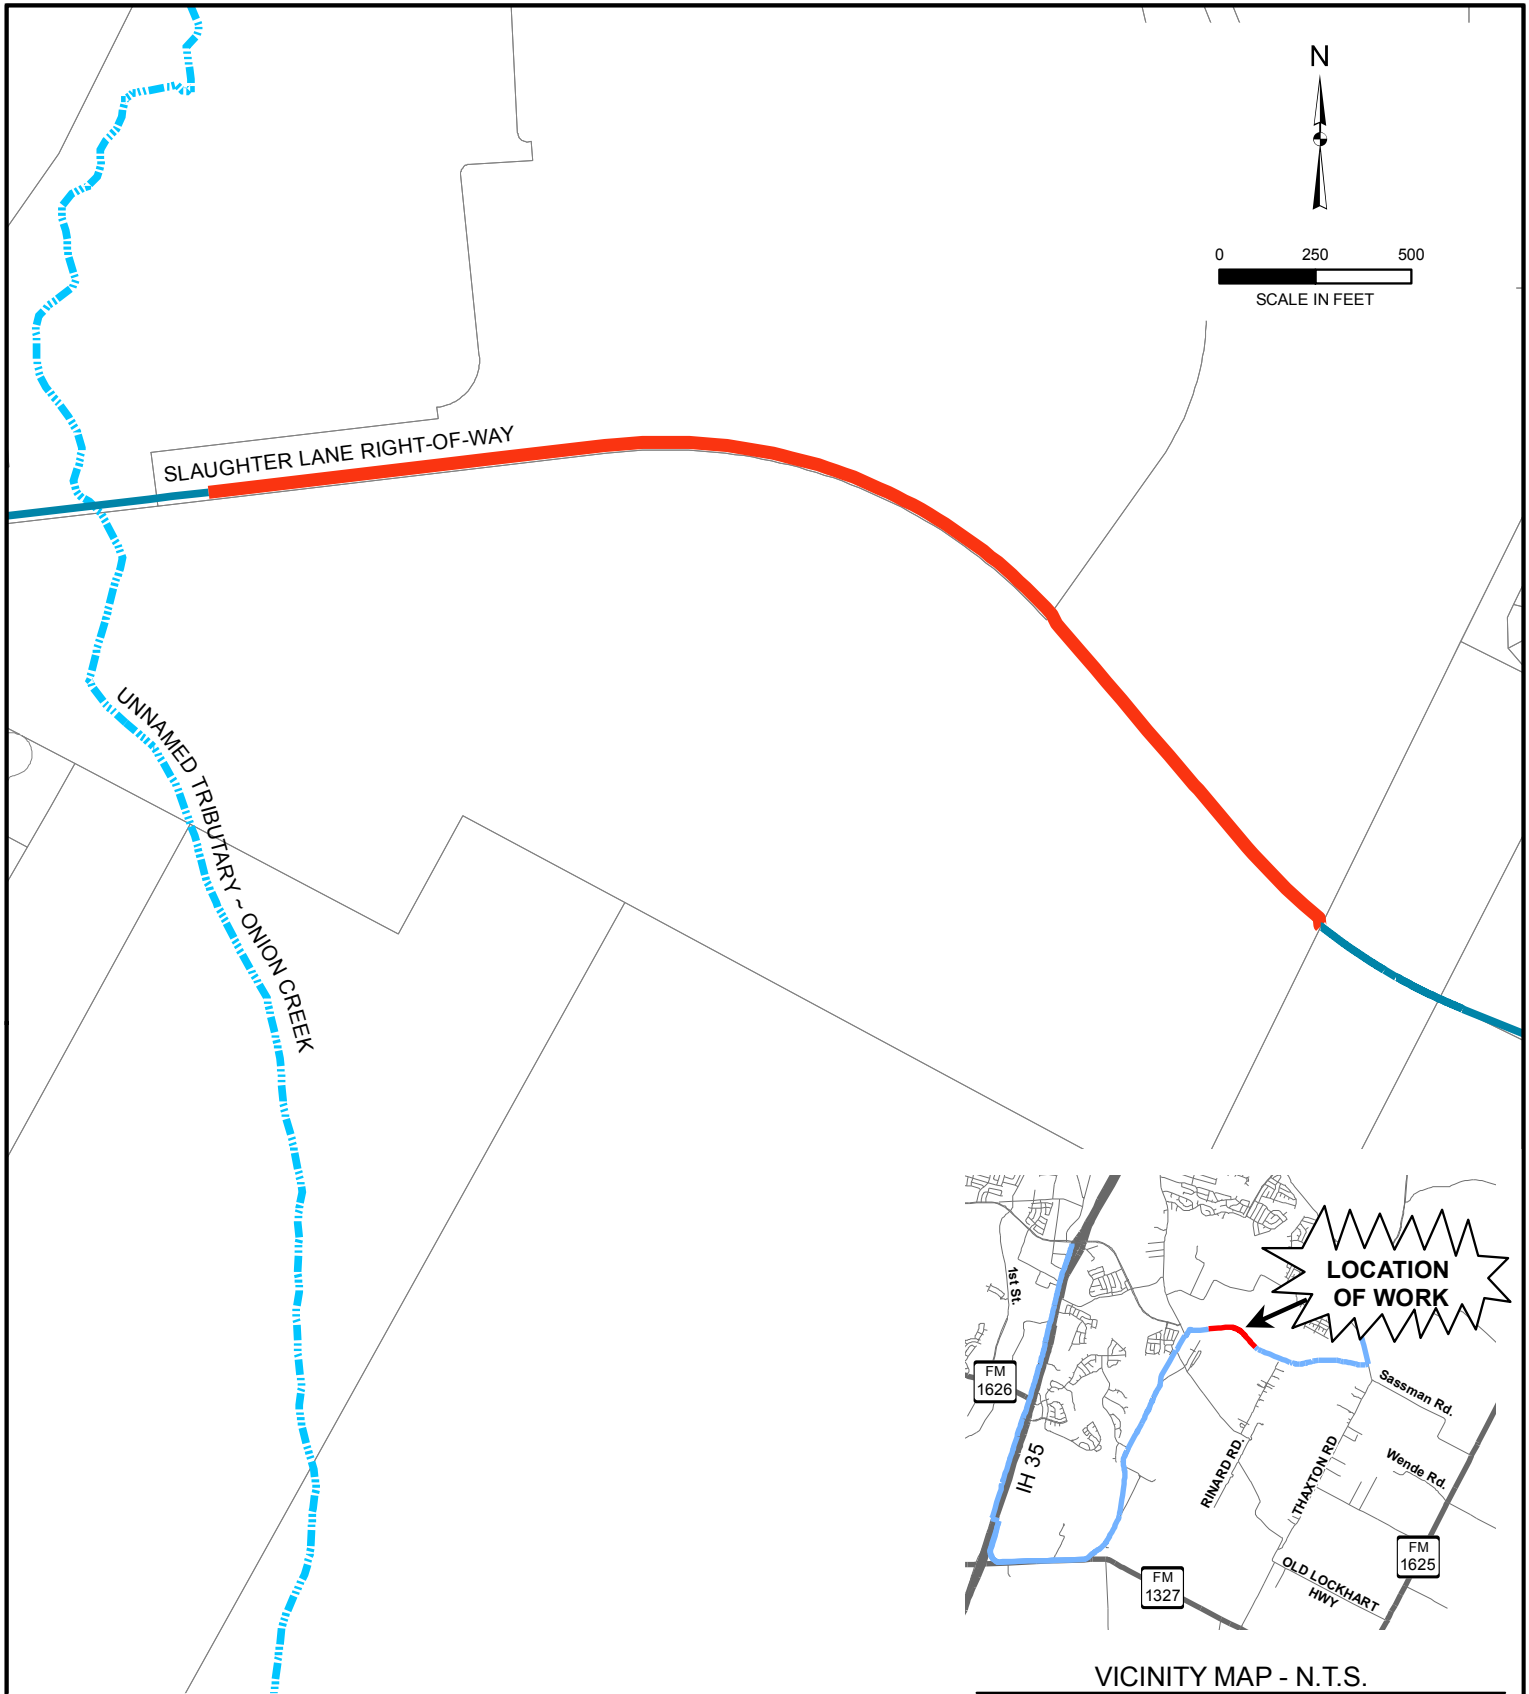 N
0 250 500
SCALE IN FEET
SLAUGHTER LANE RIGHT-OF-WAY
UNNAMED TRIBUTARY ~ ONION CREEK
LOCATION
OF WORK
1st St.
FM
1626
IH 35
Sassman Rd.
RINARD RD.
THAXTON RD
Wende Rd.
FM
1625
FM
1327
OLD LOCKHART
HWY
VICINITY MAP - N.T.S.